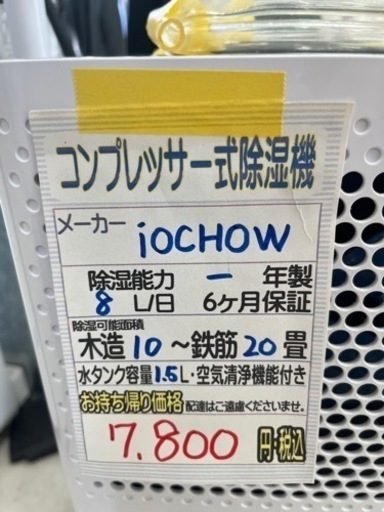 コンプレッサー式除湿機
メーカー iOCHOW
除湿能力 ー 年製
8 L/日 6ヶ月保証
除湿可能面積
木造10～鉄筋20畳
水タンク容量1.5L・空気清浄機能付き
お持ち帰り価格 配達はご遠慮くださいませ。
7,800 円・税込